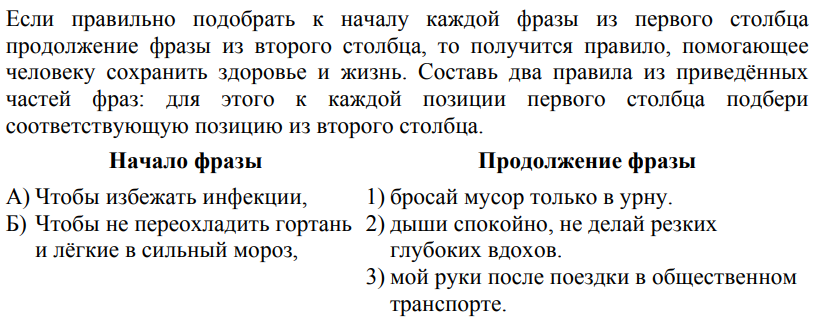 Если правильно подобрать к началу каждой фразы из первого столбца
продолжение фразы из второго столбца, то получится правило, помогающее
человеку сохранить здоровье и жизнь. Составь два правила из приведённых
частей фраз: для этого к каждой позиции первого столбца подбери
соответствующую позицию из второго столбца.
Начало фразы
А) Чтобы избежать инфекции,
Б) Чтобы не переохладить гортань
и лёгкие в сильный мороз,
Продолжение фразы
1) бросай мусор только в урну.
2) дыши спокойно, не делай резких
глубоких вдохов.
3) мой руки после поездки в общественном
транспорте.